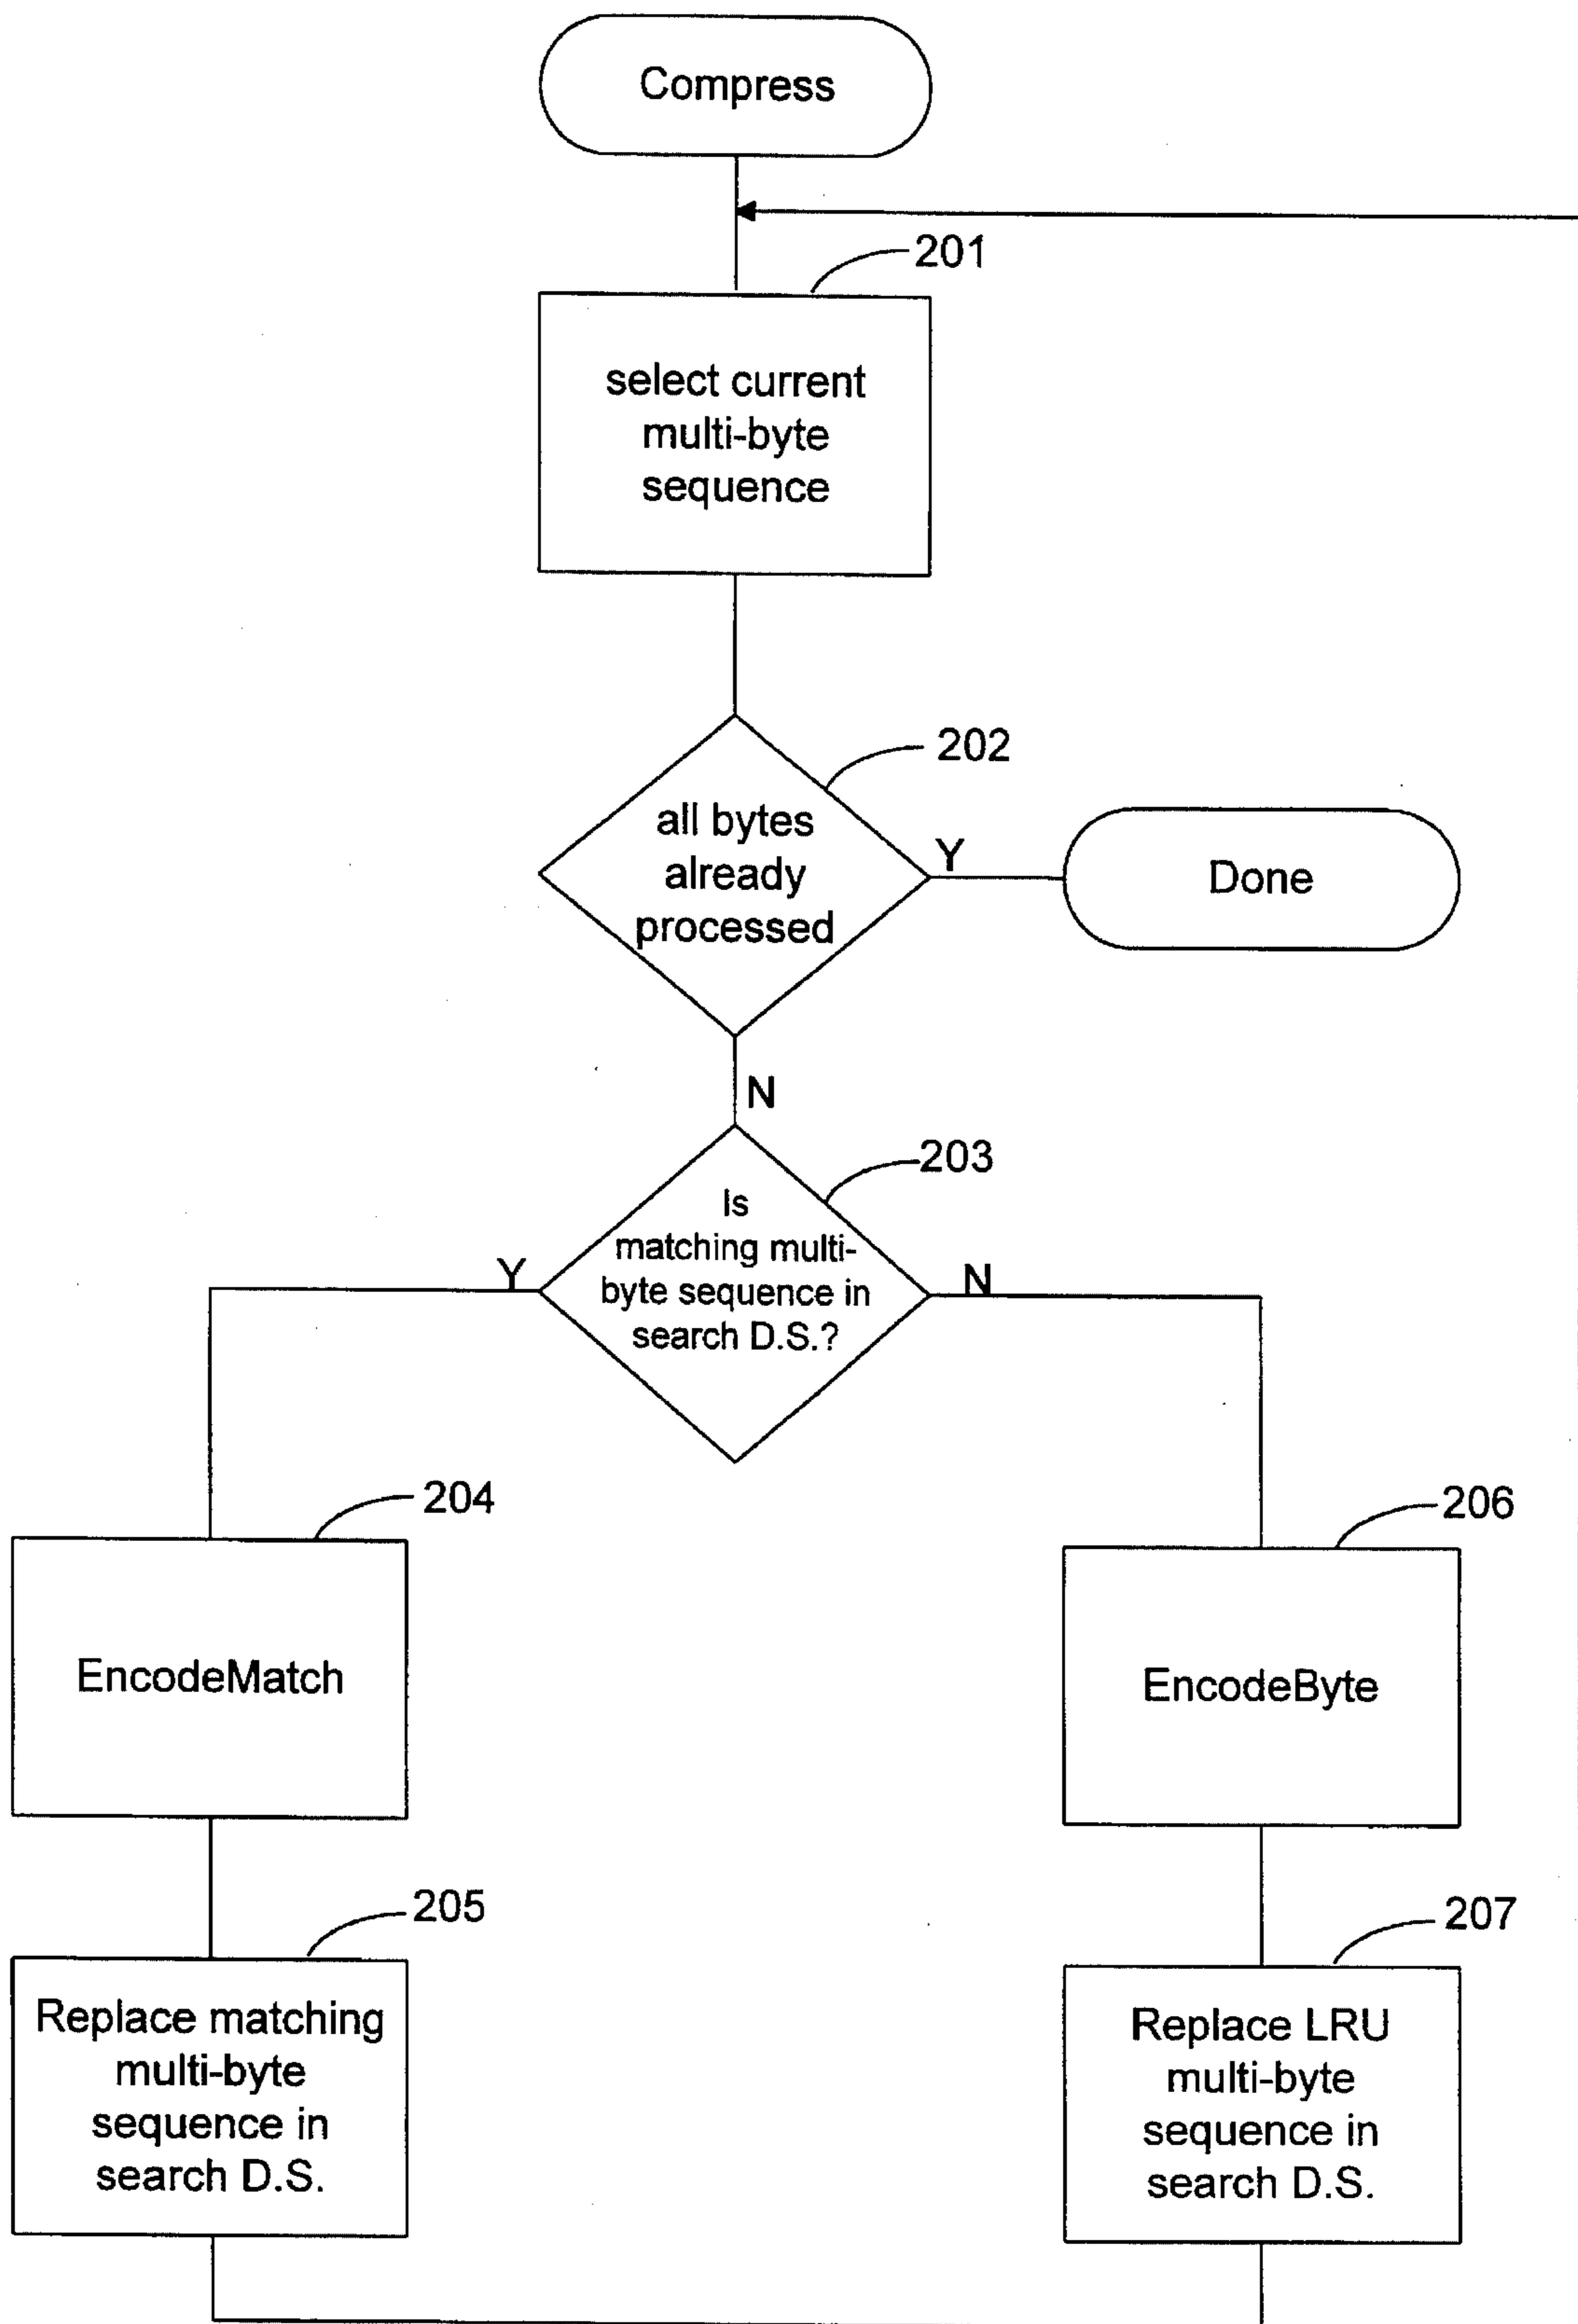 Compress
201
select current
multi-byte
sequence
202
all bytes
already
processed
Y
Done
N
203
Is
matching multi-
byte sequence in
search D.S.?
Y
N
204
EncodeMatch
206
EncodeByte
205
Replace matching
multi-byte
sequence in
search D.S.
207
Replace LRU
multi-byte
sequence in
search D.S.